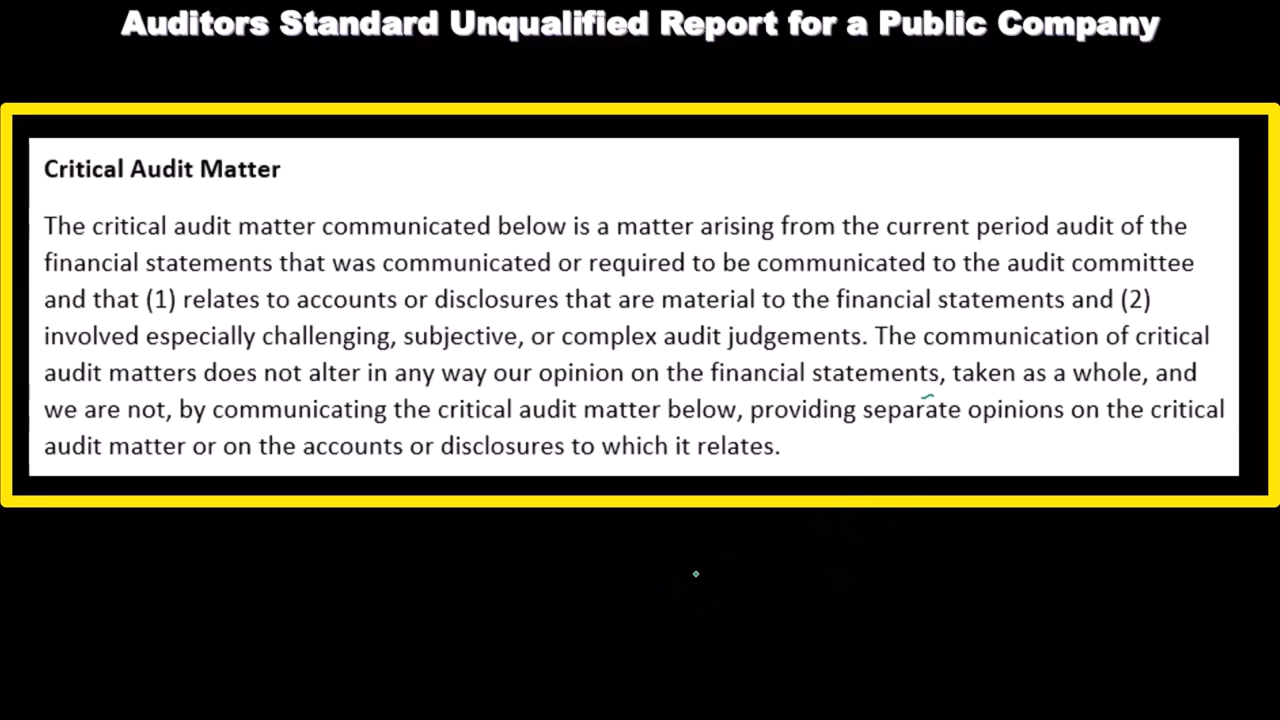 Auditors Standard Unqualified Report for a Public Company
Critical Audit Matter
The critical audit matter communicated below is a matter arising from the current period audit of the
financial statements that was communicated or required to be communicated to the audit committee
and that (1) relates to accounts or disclosures that are material to the financial statements and (2)
involved especially challenging, subjective, or complex audit judgements. The communication of critical
audit matters does not alter in any way our opinion on the financial statements, taken as a whole, and
we are not, by communicating the critical audit matter below, providing separate opinions on the critical
audit matter or on the accounts or disclosures to which it relates.